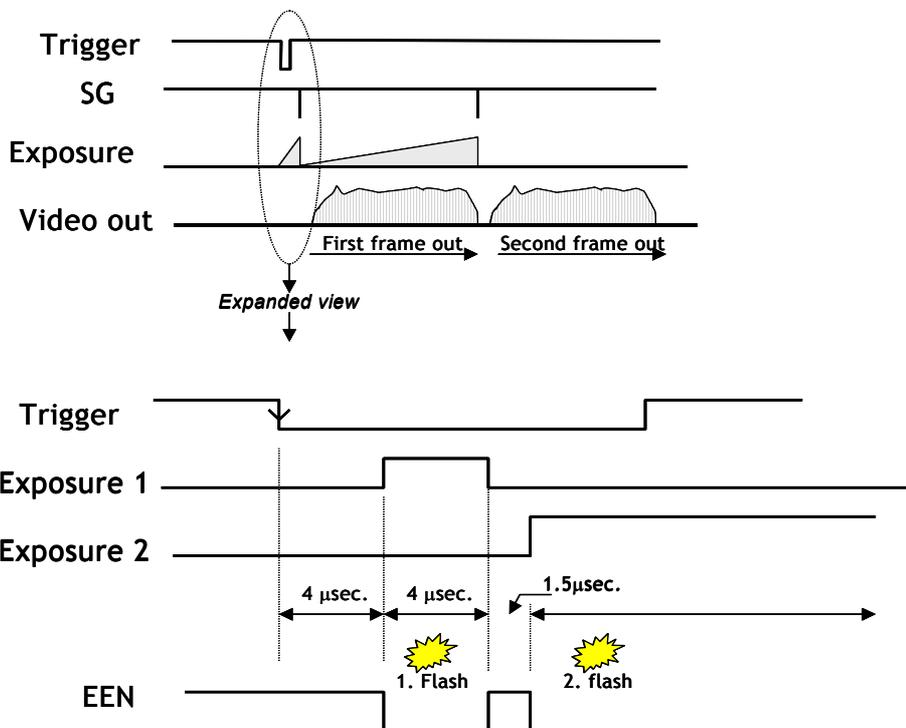 Trigger
SG
Exposure
Video out
First frame out
Second frame out
Expanded view
Trigger
Exposure 1
Exposure 2
4 µsec.
4 µsec.
1.5µsec.
1. Flash
2. flash
EEN